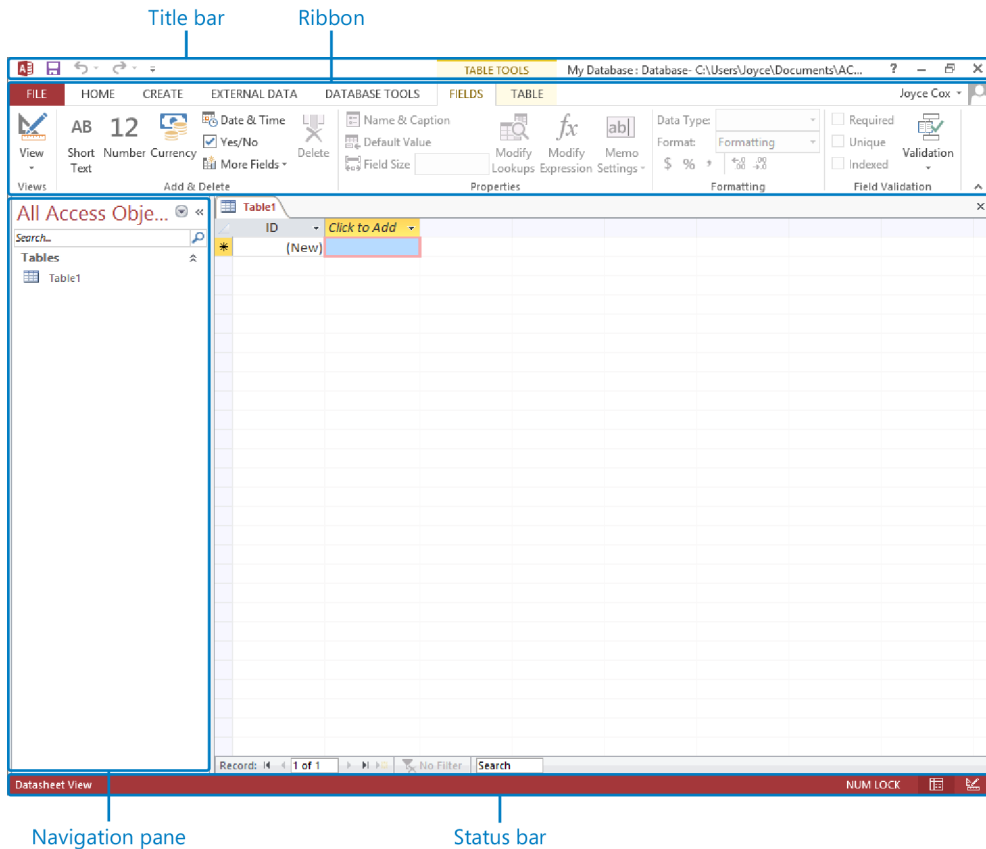 Title bar Ribbon
TABLE TOOLS My Database : Database- C:\Users\Joyce\Documents\AC... ?
FILE HOME CREATE EXTERNAL DATA DATABASE TOOLS FIELDS TABLE Joyce Cox
View
AB Short Text
12 Number
Currency
Date & Time
Yes/No
More Fields
Delete
Name & Caption
Default Value
Field Size
Modify Lookups
fx Modify Expression
ab| Memo Settings
Data Type:
Format: Formatting
$ % ,
Required
Unique
Indexed
Validation
Views Add & Delete Properties Formatting Field Validation
All Access Obje... «
Search...
Tables
Table1
Table1
ID Click to Add
(New)
Record: 1 of 1 No Filter Search
Datasheet View NUM LOCK
Navigation pane Status bar